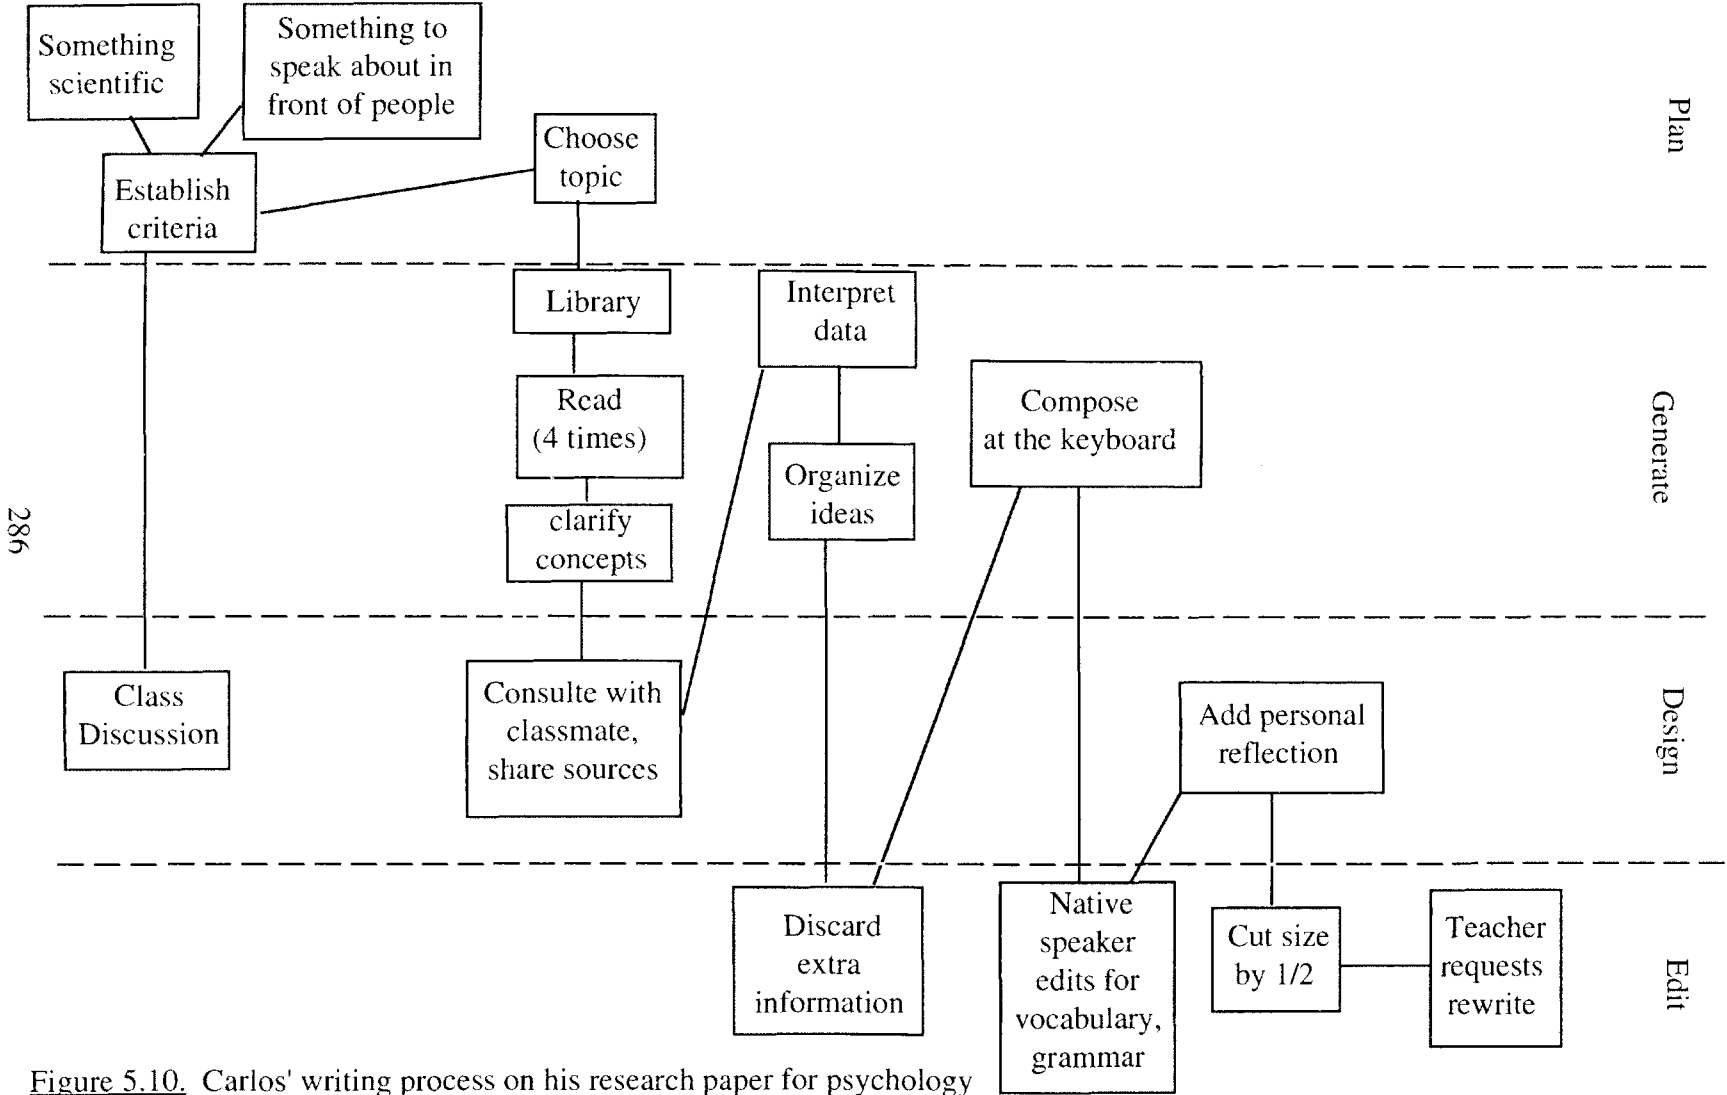 Something
scientific
Something to
speak about in
front of people
Establish
criteria
Choose
topic
Plan
Library
Read
(4 times)
clarify
concepts
Interpret
data
Organize
ideas
Compose
at the keyboard
Generate
286
Class
Discussion
Consulte with
classmate,
share sources
Add personal
reflection
Design
Discard
extra
information
Native
speaker
edits for
vocabulary,
grammar
Cut size
by 1/2
Teacher
requests
rewrite
Edit
Figure 5.10. Carlos' writing process on his research paper for psychology